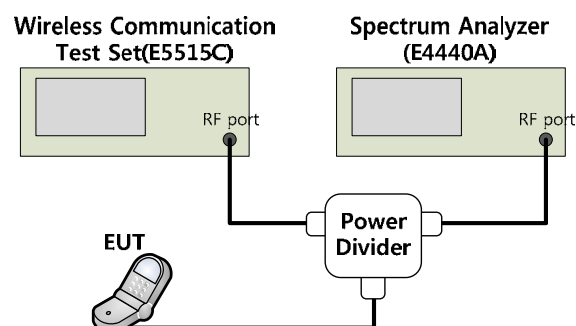 Wireless Communication
Test Set(E5515C)
Spectrum Analyzer
(E4440A)
RF port
RF port
Power
Divider
EUT